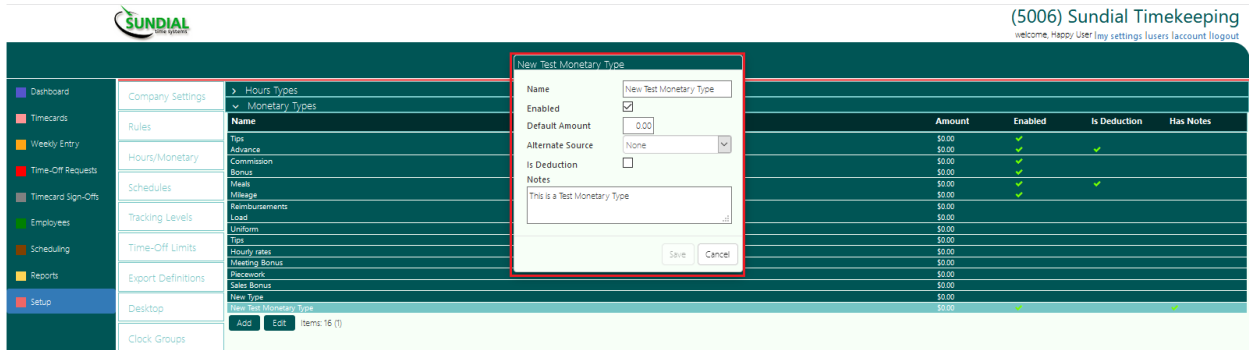 SUNDIAL
time systems
(5006) Sundial Timekeeping
welcome, Happy User |my settings |users |account |logout
Dashboard
Timecards
Weekly Entry
Time-Off Requests
Timecard Sign-Offs
Employees
Scheduling
Reports
Setup
Company Settings
Rules
Hours/Monetary
Schedules
Tracking Levels
Time-Off Limits
Export Definitions
Desktop
Clock Groups
> Hours Types
Monetary Types
Name Amount Enabled Is Deduction Has Notes
Tips $0.00
Advance $0.00
Commission $0.00
Bonus $0.00
Meals $0.00
Mileage $0.00
Reimbursements $0.00
Load $0.00
Uniform $0.00
Tips $0.00
Hourly rates $0.00
Meeting Bonus $0.00
Piecework $0.00
Sales Bonus $0.00
New Type $0.00
New Test Monetary Type $0.00
Add Edit Items: 16 (1)
New Test Monetary Type
Name New Test Monetary Type
Enabled
Default Amount 0.00
Alternate Source None
Is Deduction
Notes
This is a Test Monetary Type
Save Cancel